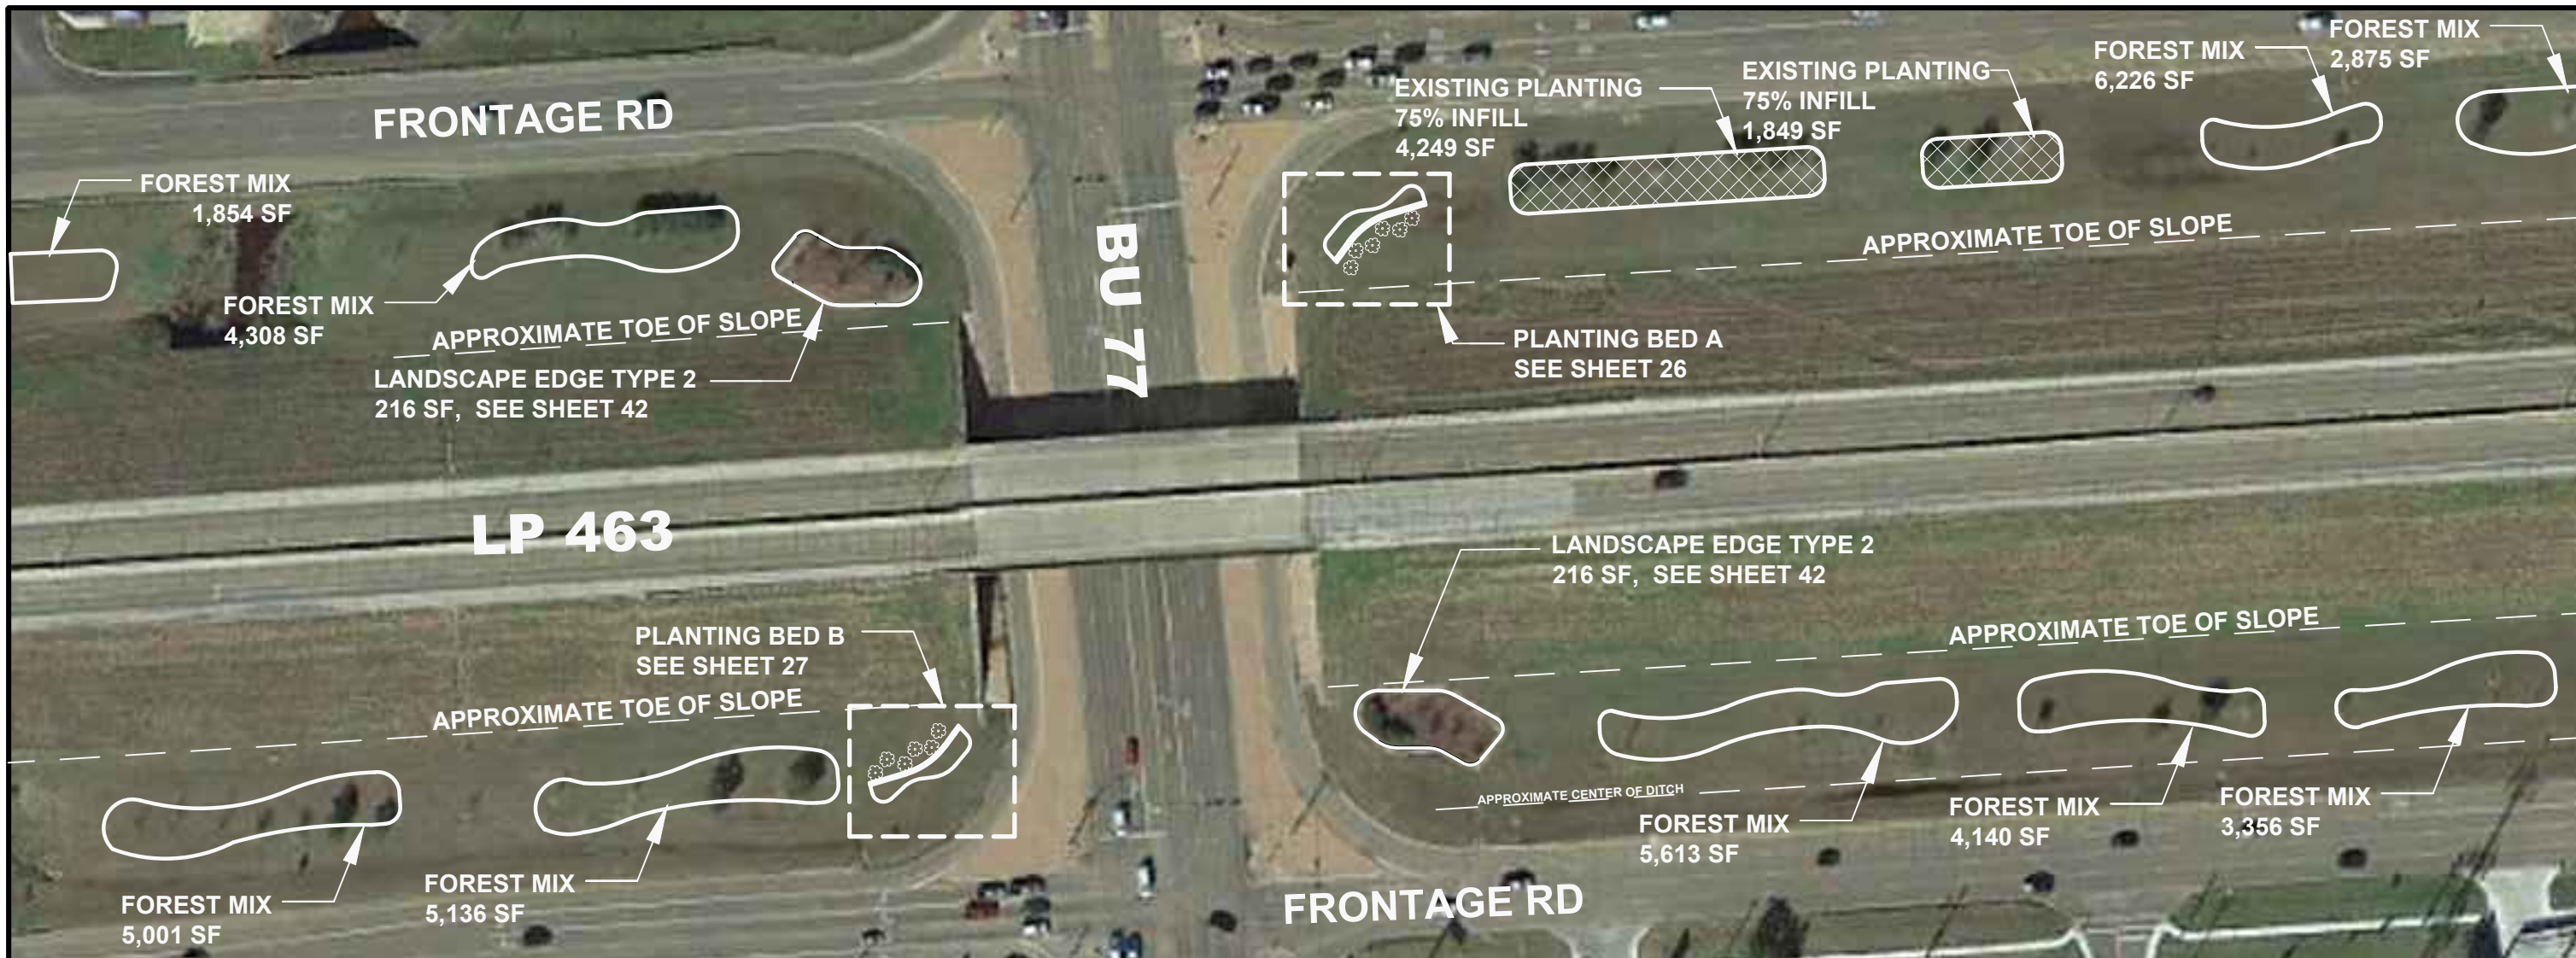 FRONTAGE RD
FOREST MIX
1,854 SF
FOREST MIX
4,308 SF
APPROXIMATE TOE OF SLOPE
LANDSCAPE EDGE TYPE 2
216 SF, SEE SHEET 42
BU 77
EXISTING PLANTING
75% INFILL
4,249 SF
EXISTING PLANTING
75% INFILL
1,849 SF
FOREST MIX
6,226 SF
FOREST MIX
2,875 SF
APPROXIMATE TOE OF SLOPE
PLANTING BED A
SEE SHEET 26
LP 463
PLANTING BED B
SEE SHEET 27
APPROXIMATE TOE OF SLOPE
FOREST MIX
5,001 SF
FOREST MIX
5,136 SF
LANDSCAPE EDGE TYPE 2
216 SF, SEE SHEET 42
APPROXIMATE TOE OF SLOPE
APPROXIMATE CENTER OF DITCH
FOREST MIX
5,613 SF
FOREST MIX
4,140 SF
FOREST MIX
3,356 SF
FRONTAGE RD